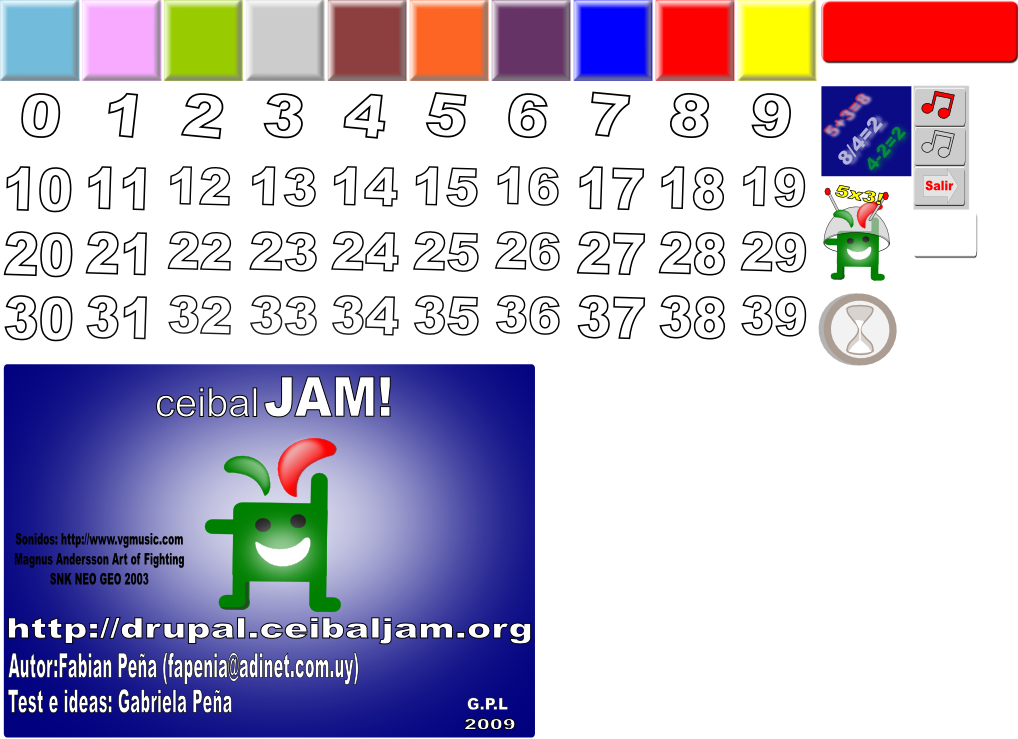 0 1 2 3 4 5 6 7 8 9
5+3=8
8/4=2
4-2=2
10 11 12 13 14 15 16 17 18 19
Salir
5x3!
20 21 22 23 24 25 26 27 28 29
30 31 32 33 34 35 36 37 38 39
ceibal JAM!
Sonidos: http://www.vgmusic.com
Magnus Andersson Art of Fighting
SNK NEO GEO 2003
http://drupal.ceibaljam.org
Autor:Fabian Peña (fapenia@adinet.com.uy)
Test e ideas: Gabriela Peña
G.P.L
2009